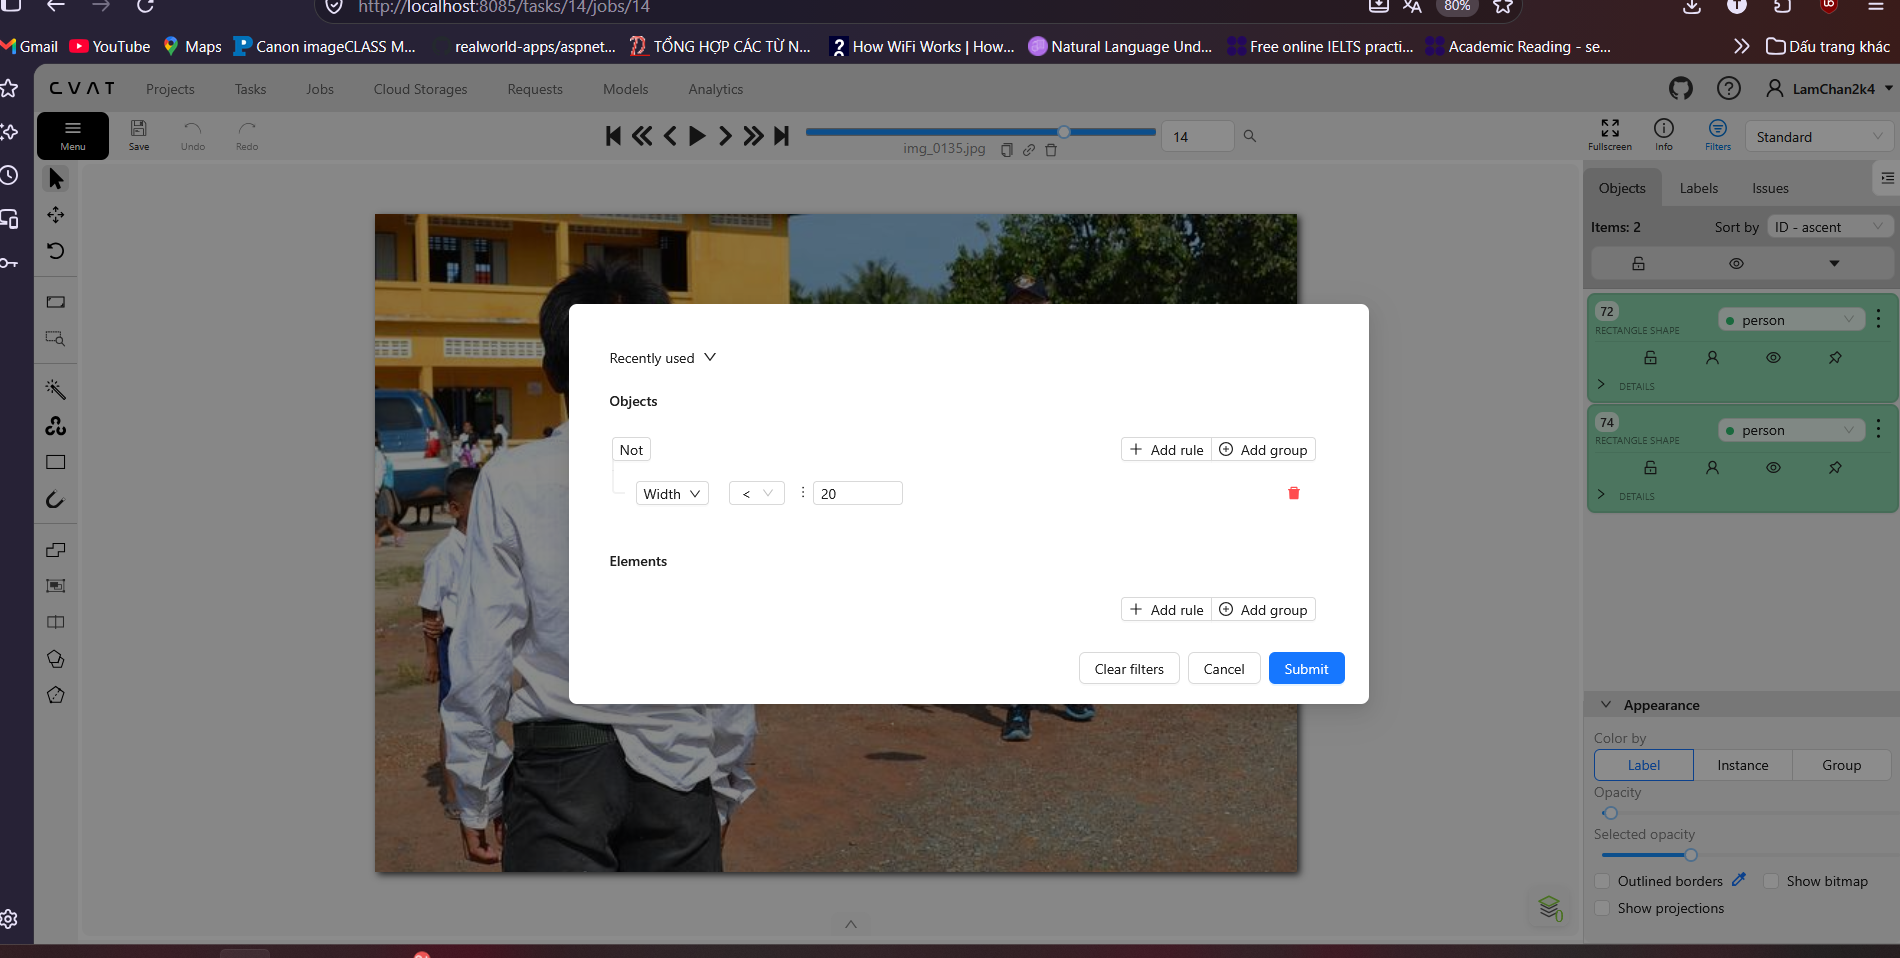 http://localhost:8085/tasks/14/jobs/14
80%
Gmail
YouTube
Maps
Canon imageCLASS M...
realworld-apps/aspnet...
TỔNG HỢP CÁC TỪ N...
How WiFi Works | How...
Natural Language Und...
Free online IELTS practi...
Academic Reading - se...
Dấu trang khác
CVAT
Projects
Tasks
Jobs
Cloud Storages
Requests
Models
Analytics
LamChan2k4
Menu
Save
Undo
Redo
img_0135.jpg
14
Fullscreen
Info
Filters
Standard
Objects
Labels
Issues
Items: 2
Sort by
ID - ascent
72
RECTANGLE SHAPE
person
DETAILS
74
RECTANGLE SHAPE
person
DETAILS
Recently used
Objects
Not
Add rule
Add group
Width
<
20
Elements
Add rule
Add group
Clear filters
Cancel
Submit
Appearance
Color by
Label
Instance
Group
Opacity
Selected opacity
Outlined borders
Show bitmap
Show projections
0